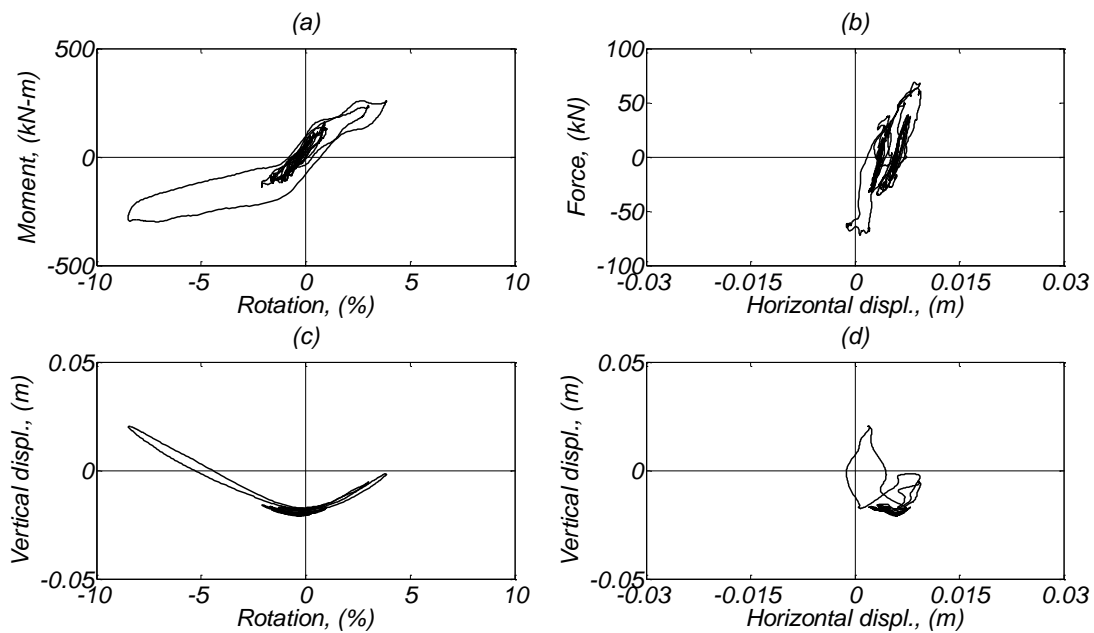 (a)
500
0
-500
Moment, (kN-m)
-10 -5 0 5 10
Rotation, (%)
(b)
100
50
0
-50
-100
Force, (kN)
-0.03 -0.015 0 0.015 0.03
Horizontal displ., (m)
(c)
0.05
0
-0.05
Vertical displ., (m)
-10 -5 0 5 10
Rotation, (%)
(d)
0.05
0
-0.05
Vertical displ., (m)
-0.03 -0.015 0 0.015 0.03
Horizontal displ., (m)